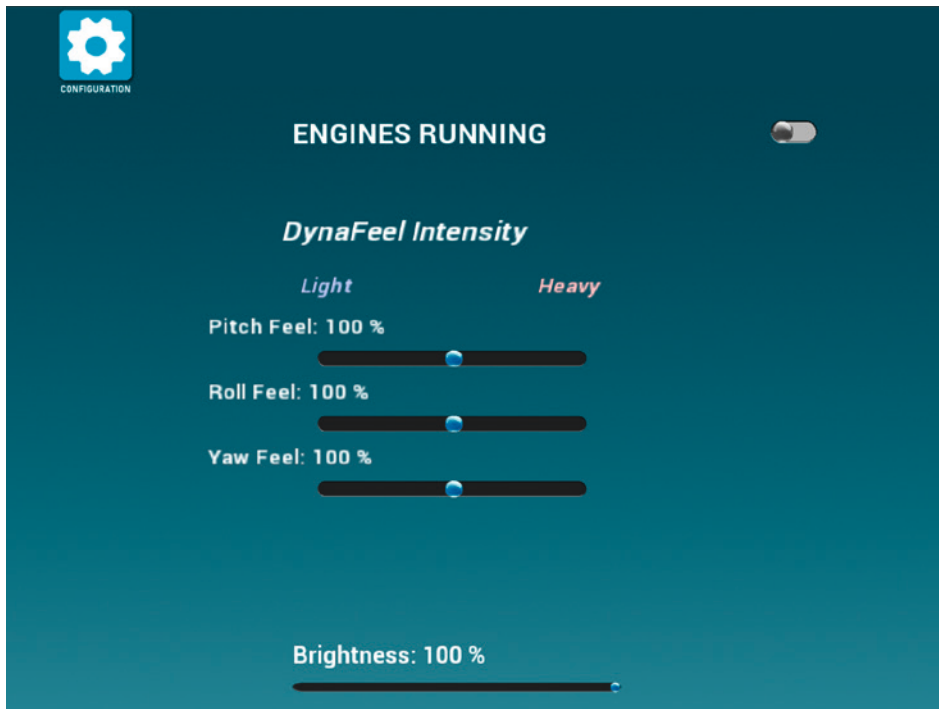 CONFIGURATION
ENGINES RUNNING
DynaFeel Intensity
Light Heavy
Pitch Feel: 100 %
Roll Feel: 100 %
Yaw Feel: 100 %
Brightness: 100 %